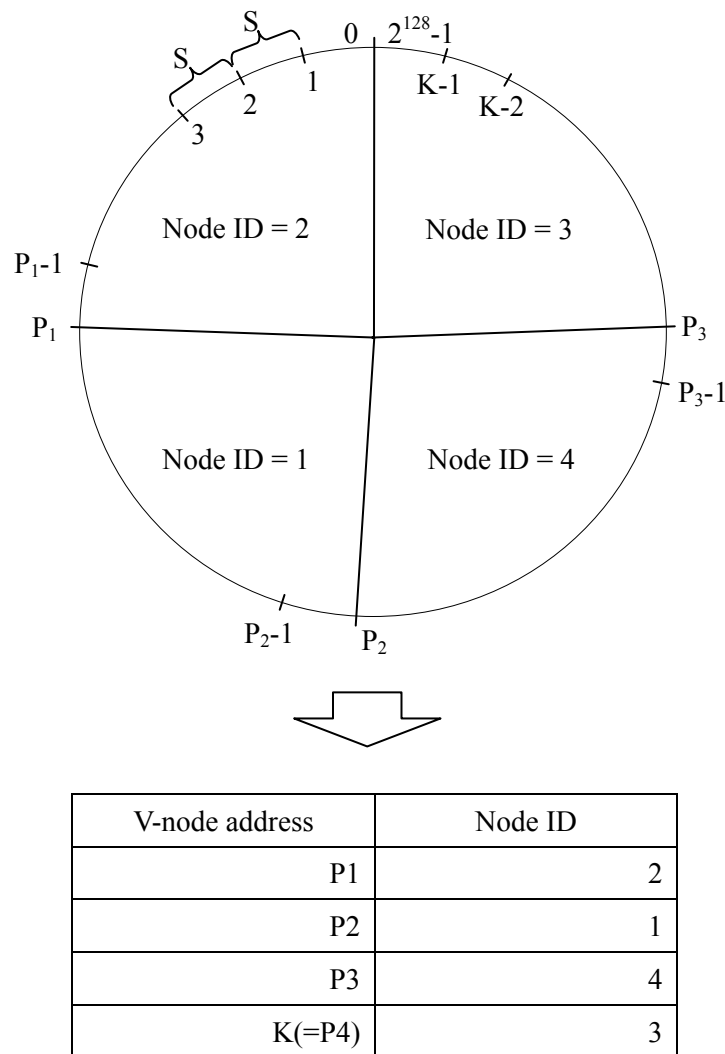 0 2¹²⁸-1
S S
1 K-1
2 K-2
3
Node ID = 2 Node ID = 3
P₁-1
P₁ P₃
P₃-1
Node ID = 1 Node ID = 4
P₂-1 P₂
V-node address Node ID
P1 2
P2 1
P3 4
K(=P4) 3